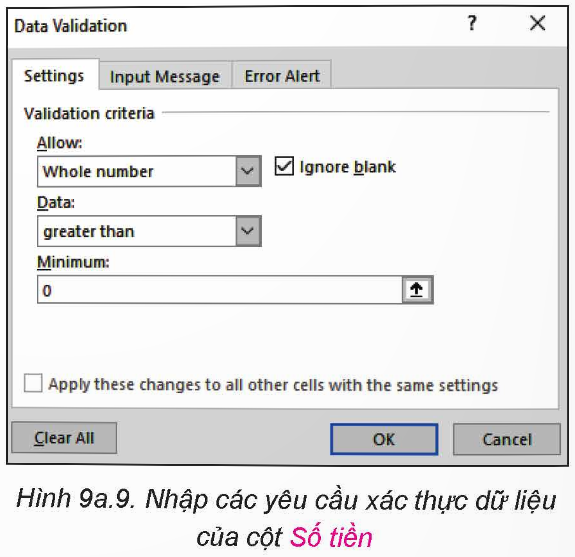 Data Validation ? ×
Settings Input Message Error Alert
Validation criteria
Allow:
Whole number Ignore blank
Data:
greater than
Minimum:
0
Apply these changes to all other cells with the same settings
Clear All OK Cancel
Hình 9a.9. Nhập các yêu cầu xác thực dữ liệu
của cột Số tiền